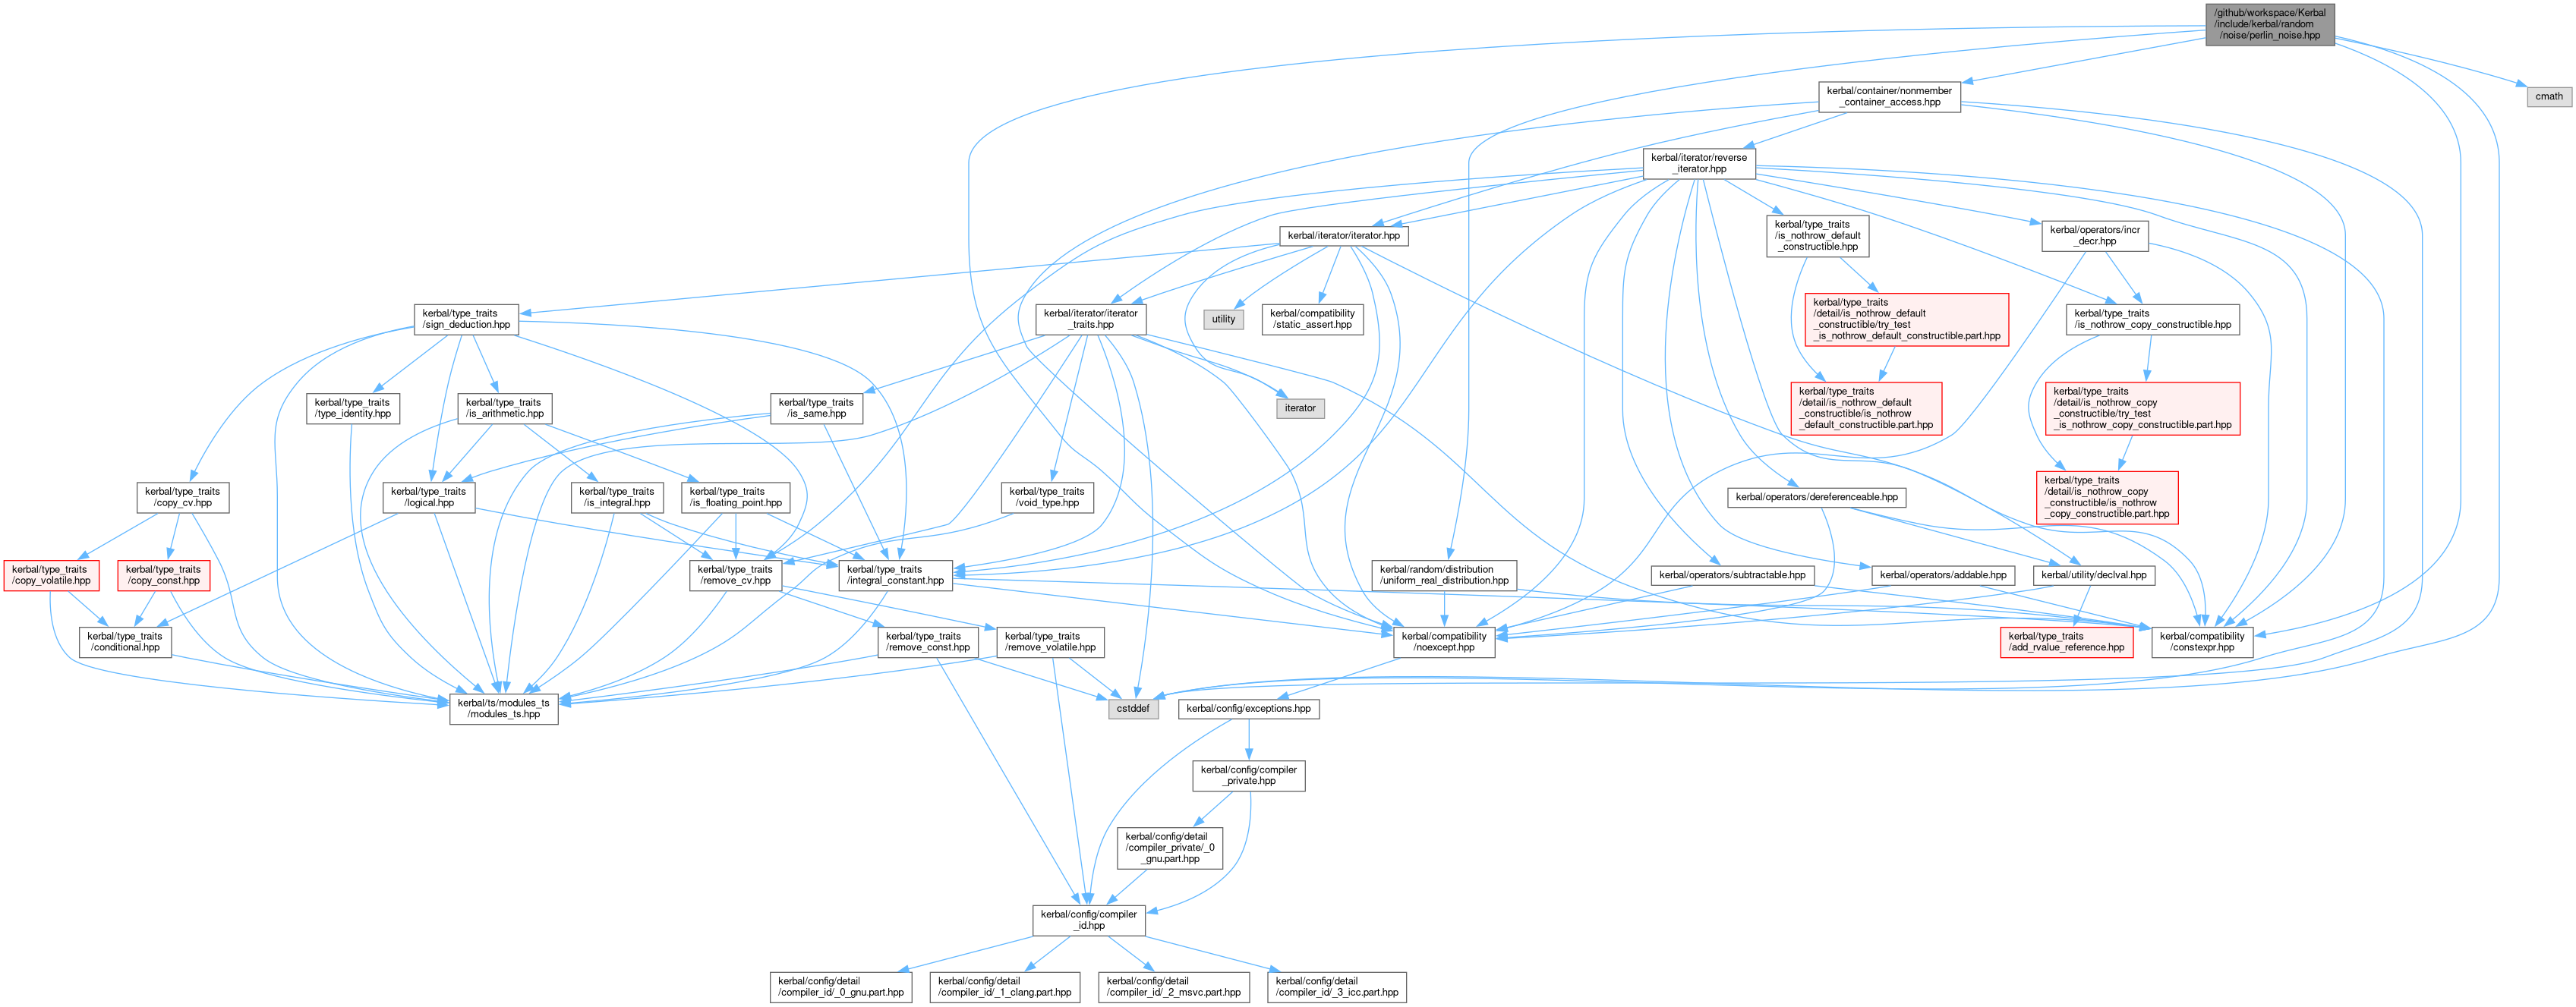 /github/workspace/Kerbal
/include/kerbal/random
/noise/perlin_noise.hpp
kerbal/container/nonmember
_container_access.hpp
cmath
kerbal/iterator/reverse
_iterator.hpp
kerbal/iterator/iterator.hpp
kerbal/type_traits
/is_nothrow_default
_constructible.hpp
kerbal/operators/incr
_decr.hpp
kerbal/type_traits
/sign_deduction.hpp
kerbal/iterator/iterator
_traits.hpp
utility
kerbal/compatibility
/static_assert.hpp
kerbal/type_traits
/detail/is_nothrow_default
_constructible/try_test
_is_nothrow_default_constructible.part.hpp
kerbal/type_traits
/is_nothrow_copy_constructible.hpp
kerbal/type_traits
/type_identity.hpp
kerbal/type_traits
/is_arithmetic.hpp
kerbal/type_traits
/is_same.hpp
iterator
kerbal/type_traits
/detail/is_nothrow_default
_constructible/is_nothrow
_default_constructible.part.hpp
kerbal/type_traits
/detail/is_nothrow_copy
_constructible/try_test
_is_nothrow_copy_constructible.part.hpp
kerbal/type_traits
/copy_cv.hpp
kerbal/type_traits
/logical.hpp
kerbal/type_traits
/is_integral.hpp
kerbal/type_traits
/is_floating_point.hpp
kerbal/type_traits
/void_type.hpp
kerbal/operators/dereferenceable.hpp
kerbal/type_traits
/detail/is_nothrow_copy
_constructible/is_nothrow
_copy_constructible.part.hpp
kerbal/type_traits
/copy_volatile.hpp
kerbal/type_traits
/copy_const.hpp
kerbal/type_traits
/remove_cv.hpp
kerbal/type_traits
/integral_constant.hpp
kerbal/random/distribution
/uniform_real_distribution.hpp
kerbal/operators/subtractable.hpp
kerbal/operators/addable.hpp
kerbal/utility/declval.hpp
kerbal/type_traits
/conditional.hpp
kerbal/type_traits
/remove_const.hpp
kerbal/type_traits
/remove_volatile.hpp
kerbal/compatibility
/noexcept.hpp
kerbal/type_traits
/add_rvalue_reference.hpp
kerbal/compatibility
/constexpr.hpp
kerbal/ts/modules_ts
/modules_ts.hpp
cstddef
kerbal/config/exceptions.hpp
kerbal/config/compiler
_private.hpp
kerbal/config/detail
/compiler_private/_0
_gnu.part.hpp
kerbal/config/compiler
_id.hpp
kerbal/config/detail
/compiler_id/_0_gnu.part.hpp
kerbal/config/detail
/compiler_id/_1_clang.part.hpp
kerbal/config/detail
/compiler_id/_2_msvc.part.hpp
kerbal/config/detail
/compiler_id/_3_icc.part.hpp